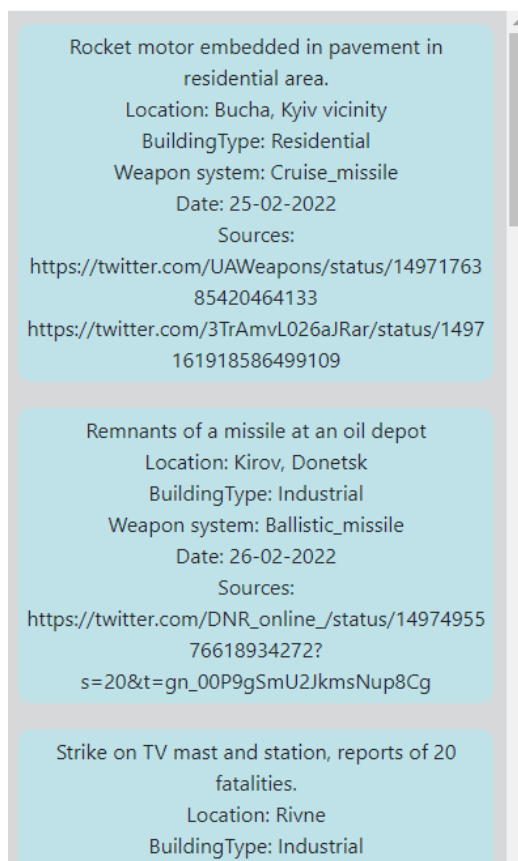 Rocket motor embedded in pavement in
residential area.
Location: Bucha, Kyiv vicinity
BuildingType: Residential
Weapon system: Cruise_missile
Date: 25-02-2022
Sources:
https://twitter.com/UAWeapons/status/14971763
85420464133
https://twitter.com/3TrAmvL026aJRar/status/1497
161918586499109
Remnants of a missile at an oil depot
Location: Kirov, Donetsk
BuildingType: Industrial
Weapon system: Ballistic_missile
Date: 26-02-2022
Sources:
https://twitter.com/DNR_online_/status/14974955
76618934272?
s=20&t=gn_00P9gSmU2JkmsNup8Cg
Strike on TV mast and station, reports of 20
fatalities.
Location: Rivne
BuildingType: Industrial